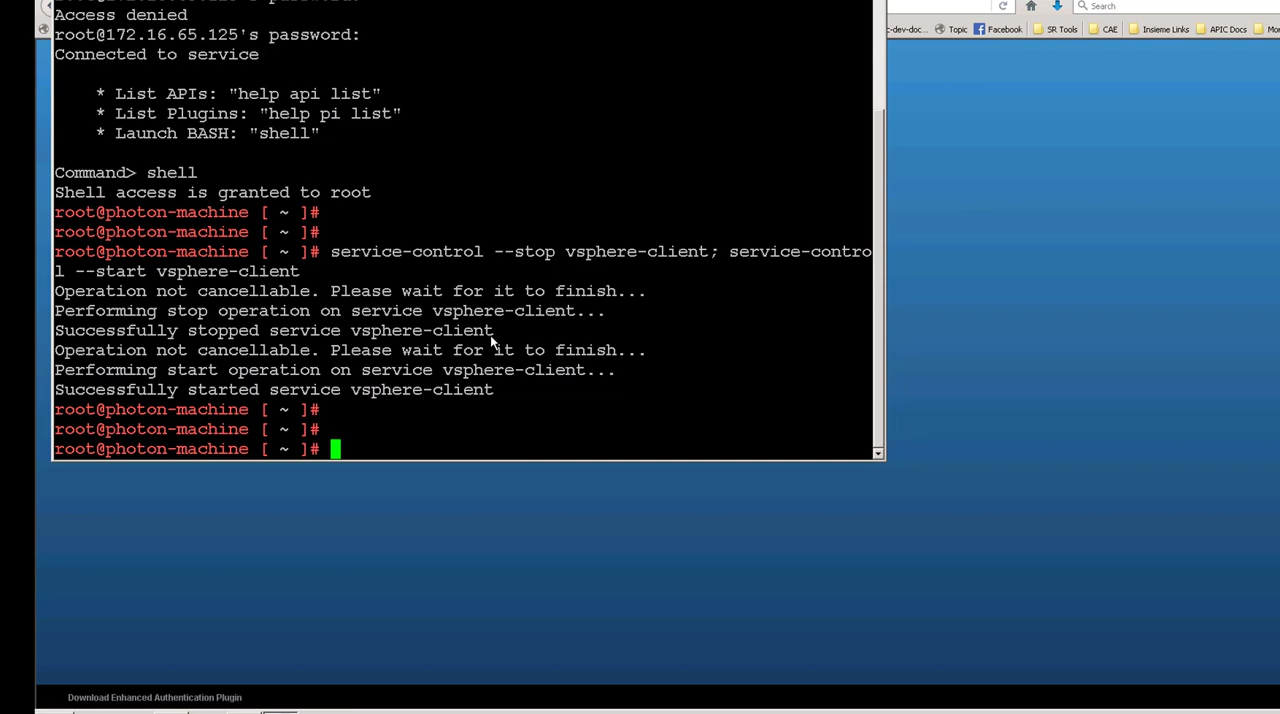 Access denied
root@172.16.65.125's password:
Connected to service
* List APIs: "help api list"
* List Plugins: "help pi list"
* Launch BASH: "shell"
Command> shell
Shell access is granted to root
root@photon-machine [ ~ ]#
root@photon-machine [ ~ ]#
root@photon-machine [ ~ ]# service-control --stop vsphere-client; service-contro
l --start vsphere-client
Operation not cancellable. Please wait for it to finish...
Performing stop operation on service vsphere-client...
Successfully stopped service vsphere-client
Operation not cancellable. Please wait for it to finish...
Performing start operation on service vsphere-client...
Successfully started service vsphere-client
root@photon-machine [ ~ ]#
root@photon-machine [ ~ ]#
root@photon-machine [ ~ ]#
Search
c-dev-doc... Topic Facebook SR Tools CAE Insieme Links APIC Docs Mor
Download Enhanced Authentication Plugin